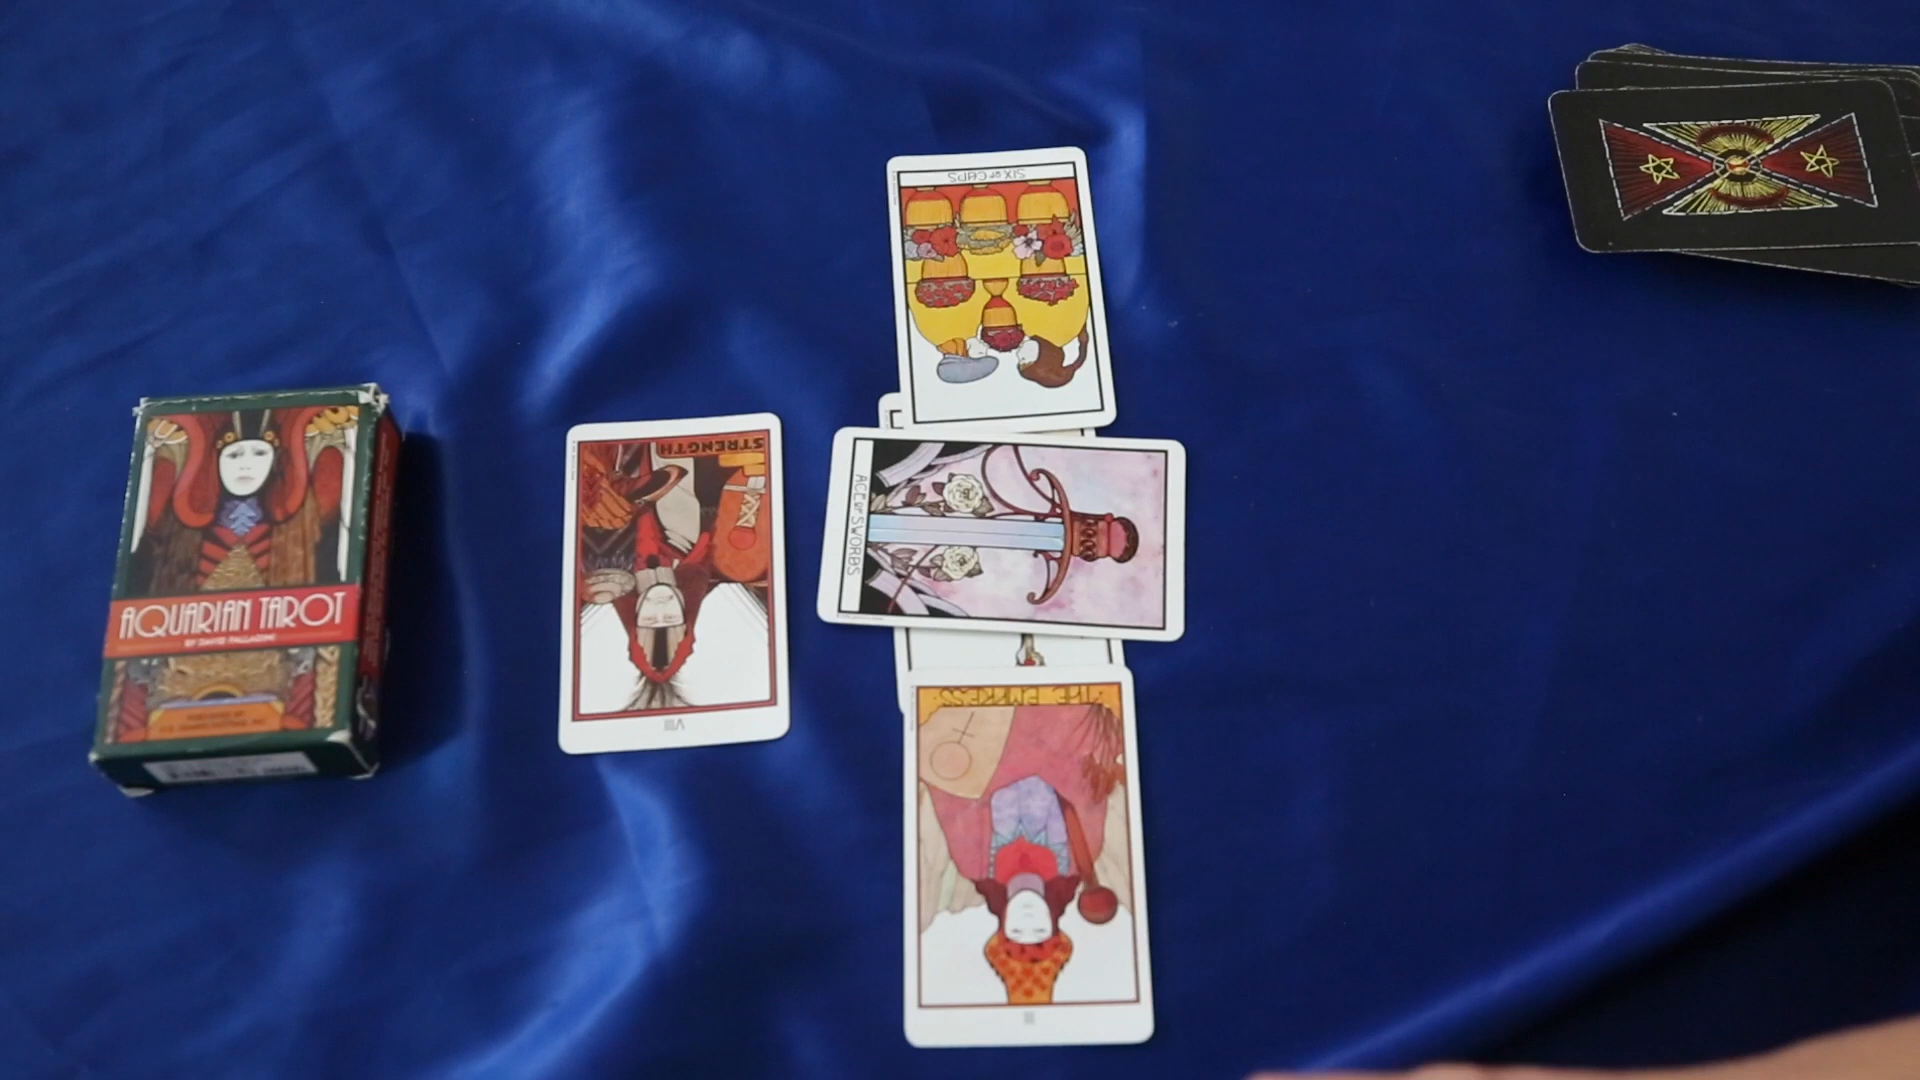 SIX OF CUPS
STRENGTH
VIII
ACE OF SWORDS
AQUARIAN TAROT
BY DAVID PALLADINI
THE EMPRESS
III